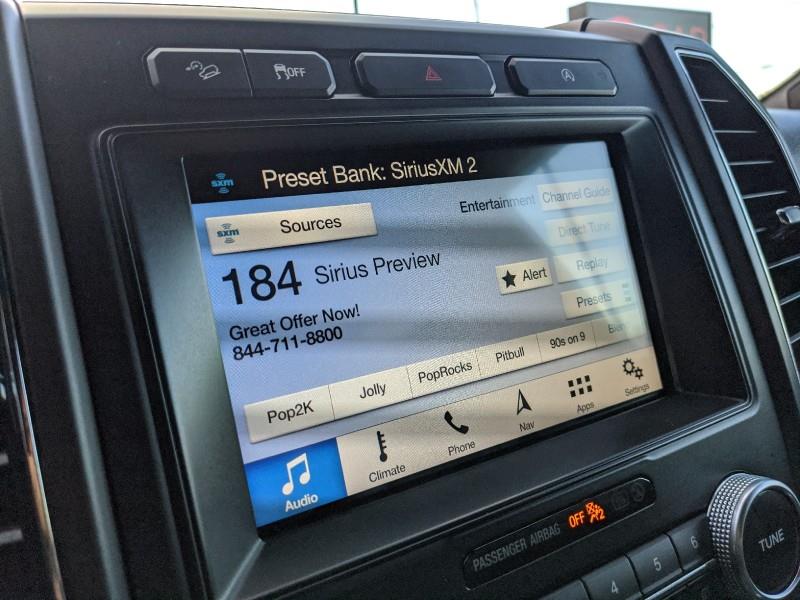 OFF
sxm
Preset Bank: SiriusXM 2
sxm
Sources
Entertainment
Channel Guide
Direct Tune
184 Sirius Preview
Alert
Replay
Great Offer Now!
844-711-8800
Presets
Pop2K
Jolly
PopRocks
Pitbull
90s on 9
Audio
Climate
Phone
Nav
Apps
Settings
PASSENGER AIRBAG OFF
4
5
6
TUNE